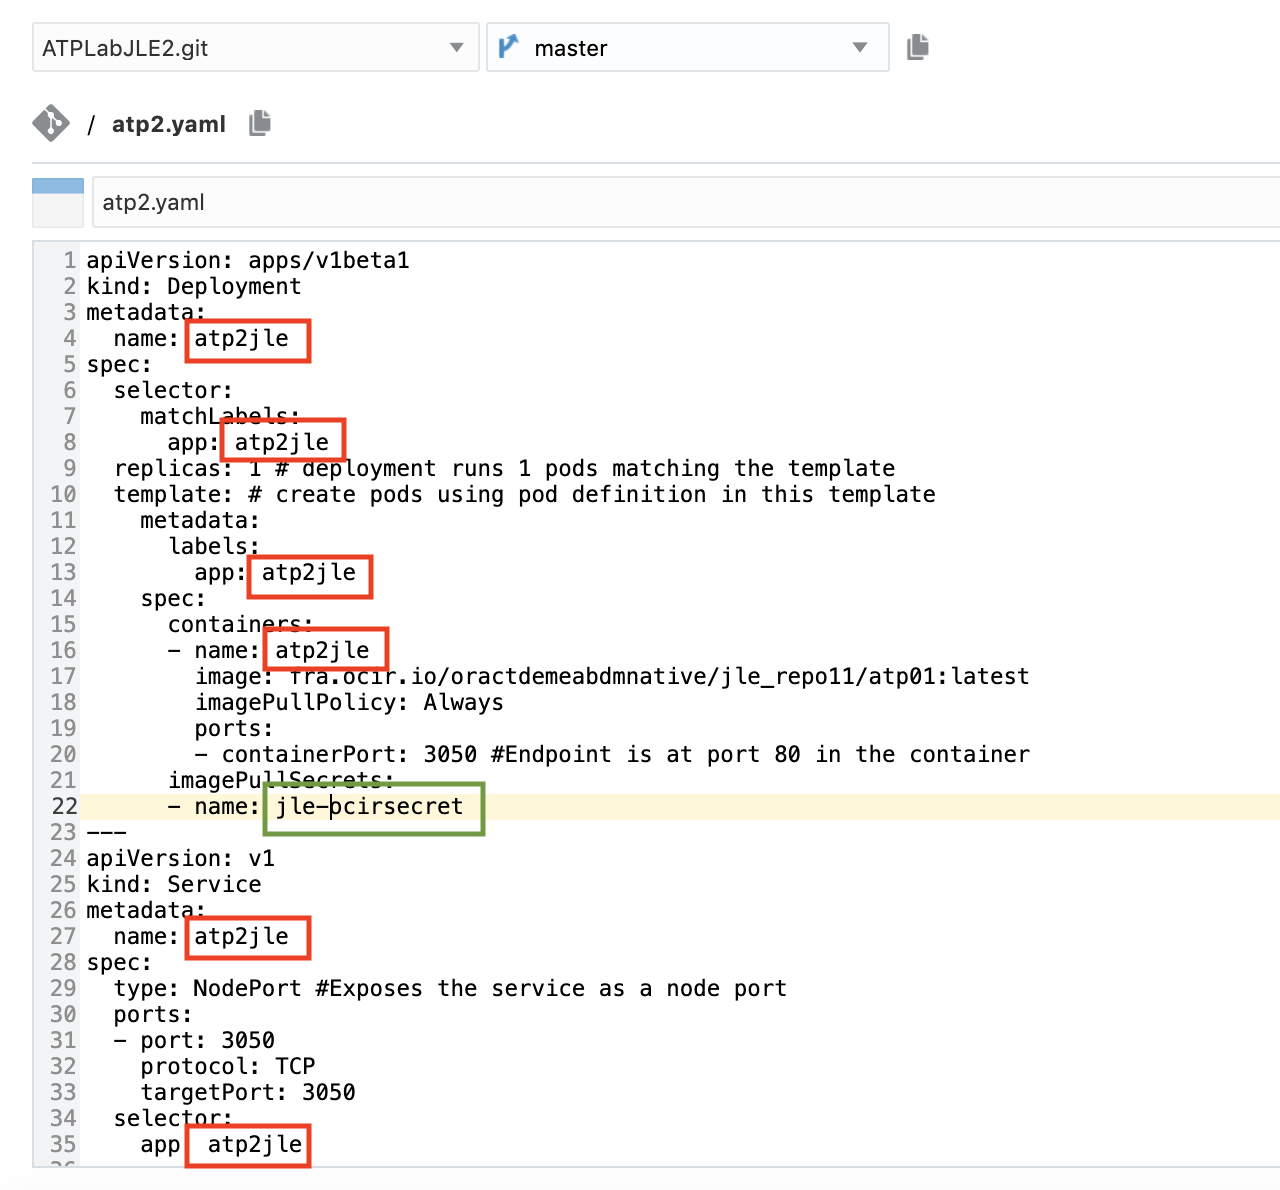 ATPLabJLE2.git
master
/ atp2.yaml
atp2.yaml
1 apiVersion: apps/v1beta1
2 kind: Deployment
3 metadata:
4   name: atp2jle
5 spec:
6   selector:
7     matchLabels:
8       app: atp2jle
9   replicas: 1 # deployment runs 1 pods matching the template
10   template: # create pods using pod definition in this template
11     metadata:
12       labels:
13         app: atp2jle
14     spec:
15       containers:
16       - name: atp2jle
17         image: fra.ocir.io/oractdemeabdmnative/jle_repo11/atp01:latest
18         imagePullPolicy: Always
19         ports:
20         - containerPort: 3050 #Endpoint is at port 80 in the container
21       imagePullSecrets:
22       - name: jle-ocirsecret
23 ---
24 apiVersion: v1
25 kind: Service
26 metadata:
27   name: atp2jle
28 spec:
29   type: NodePort #Exposes the service as a node port
30   ports:
31   - port: 3050
32     protocol: TCP
33     targetPort: 3050
34   selector:
35     app  atp2jle